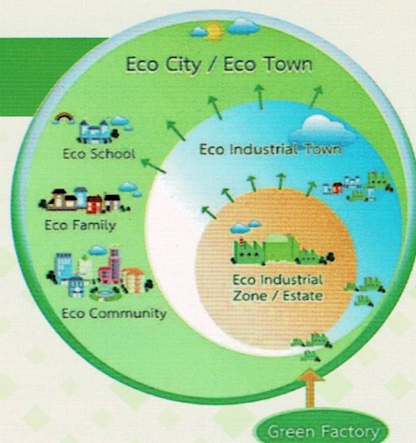 Eco City / Eco Town
Eco School
Eco Industrial Town
Eco Family
Eco Industrial
Zone / Estate
Eco Community
Green Factory